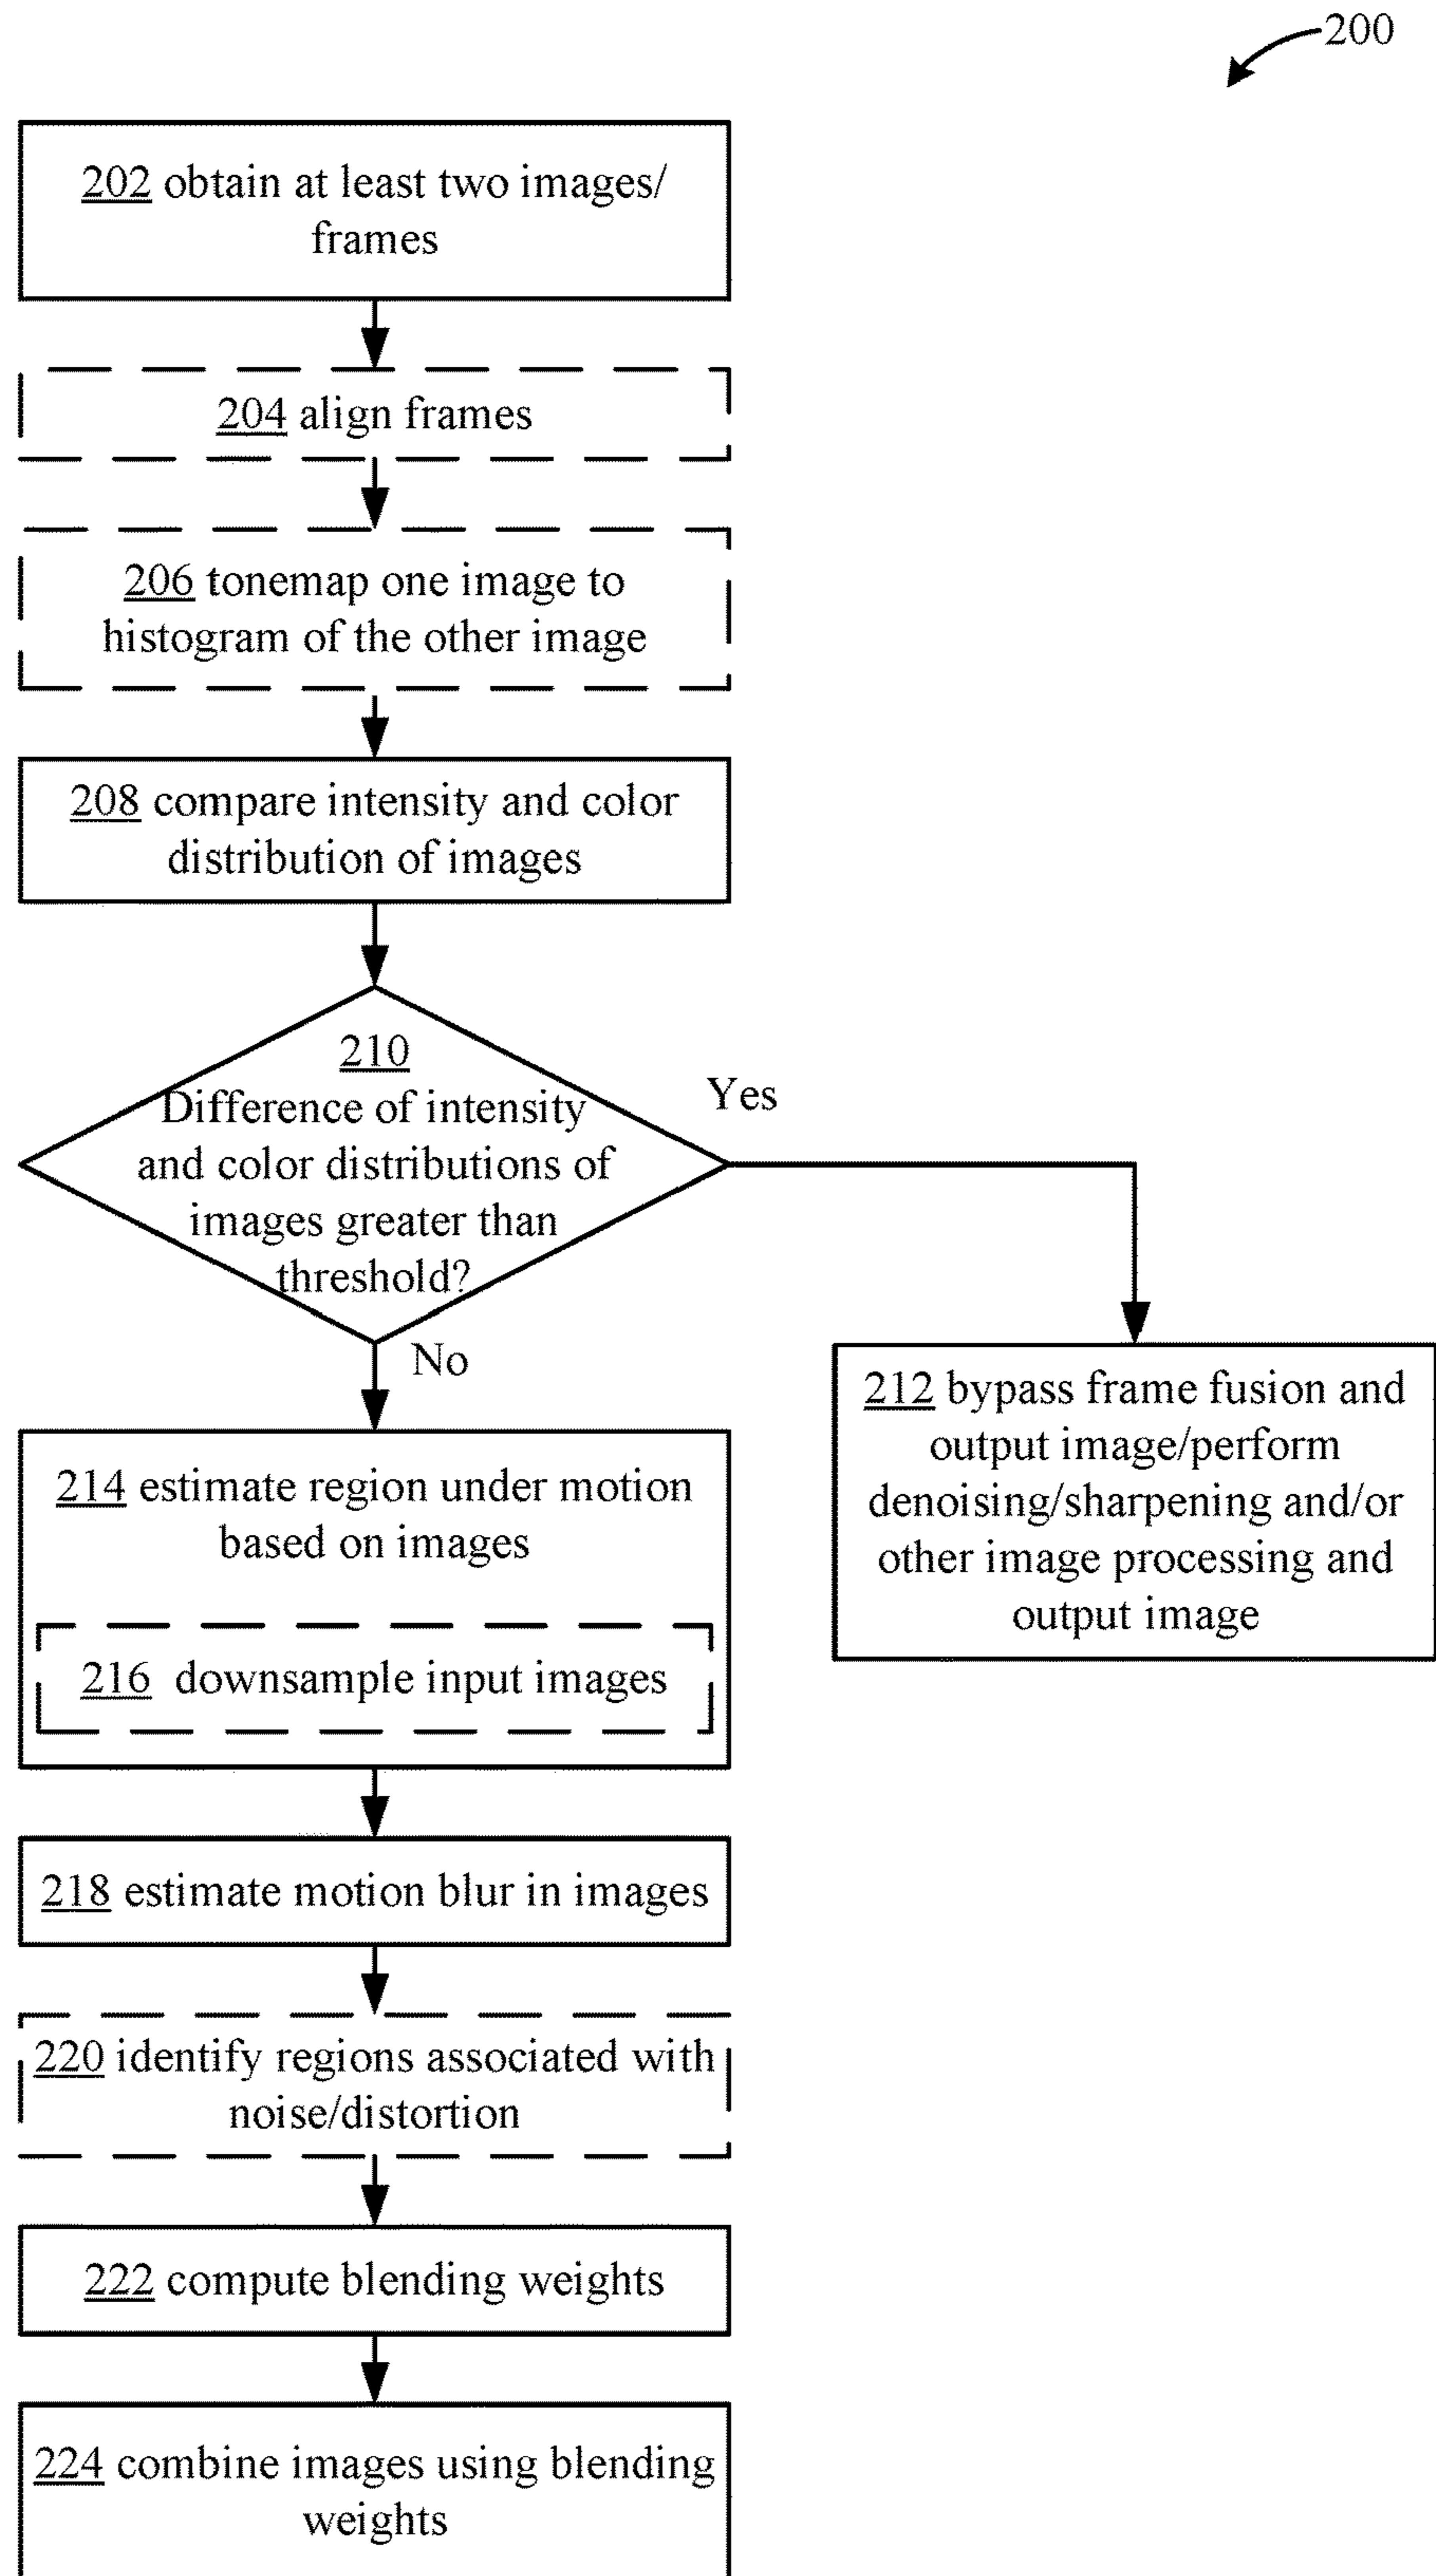 200
202 obtain at least two images/
frames
204 align frames
206 tonemap one image to
histogram of the other image
208 compare intensity and color
distribution of images
210
Difference of intensity
and color distributions of
images greater than
threshold?
Yes
No
212 bypass frame fusion and
output image/perform
denoising/sharpening and/or
other image processing and
output image
214 estimate region under motion
based on images
216 downsample input images
218 estimate motion blur in images
220 identify regions associated with
noise/distortion
222 compute blending weights
224 combine images using blending
weights